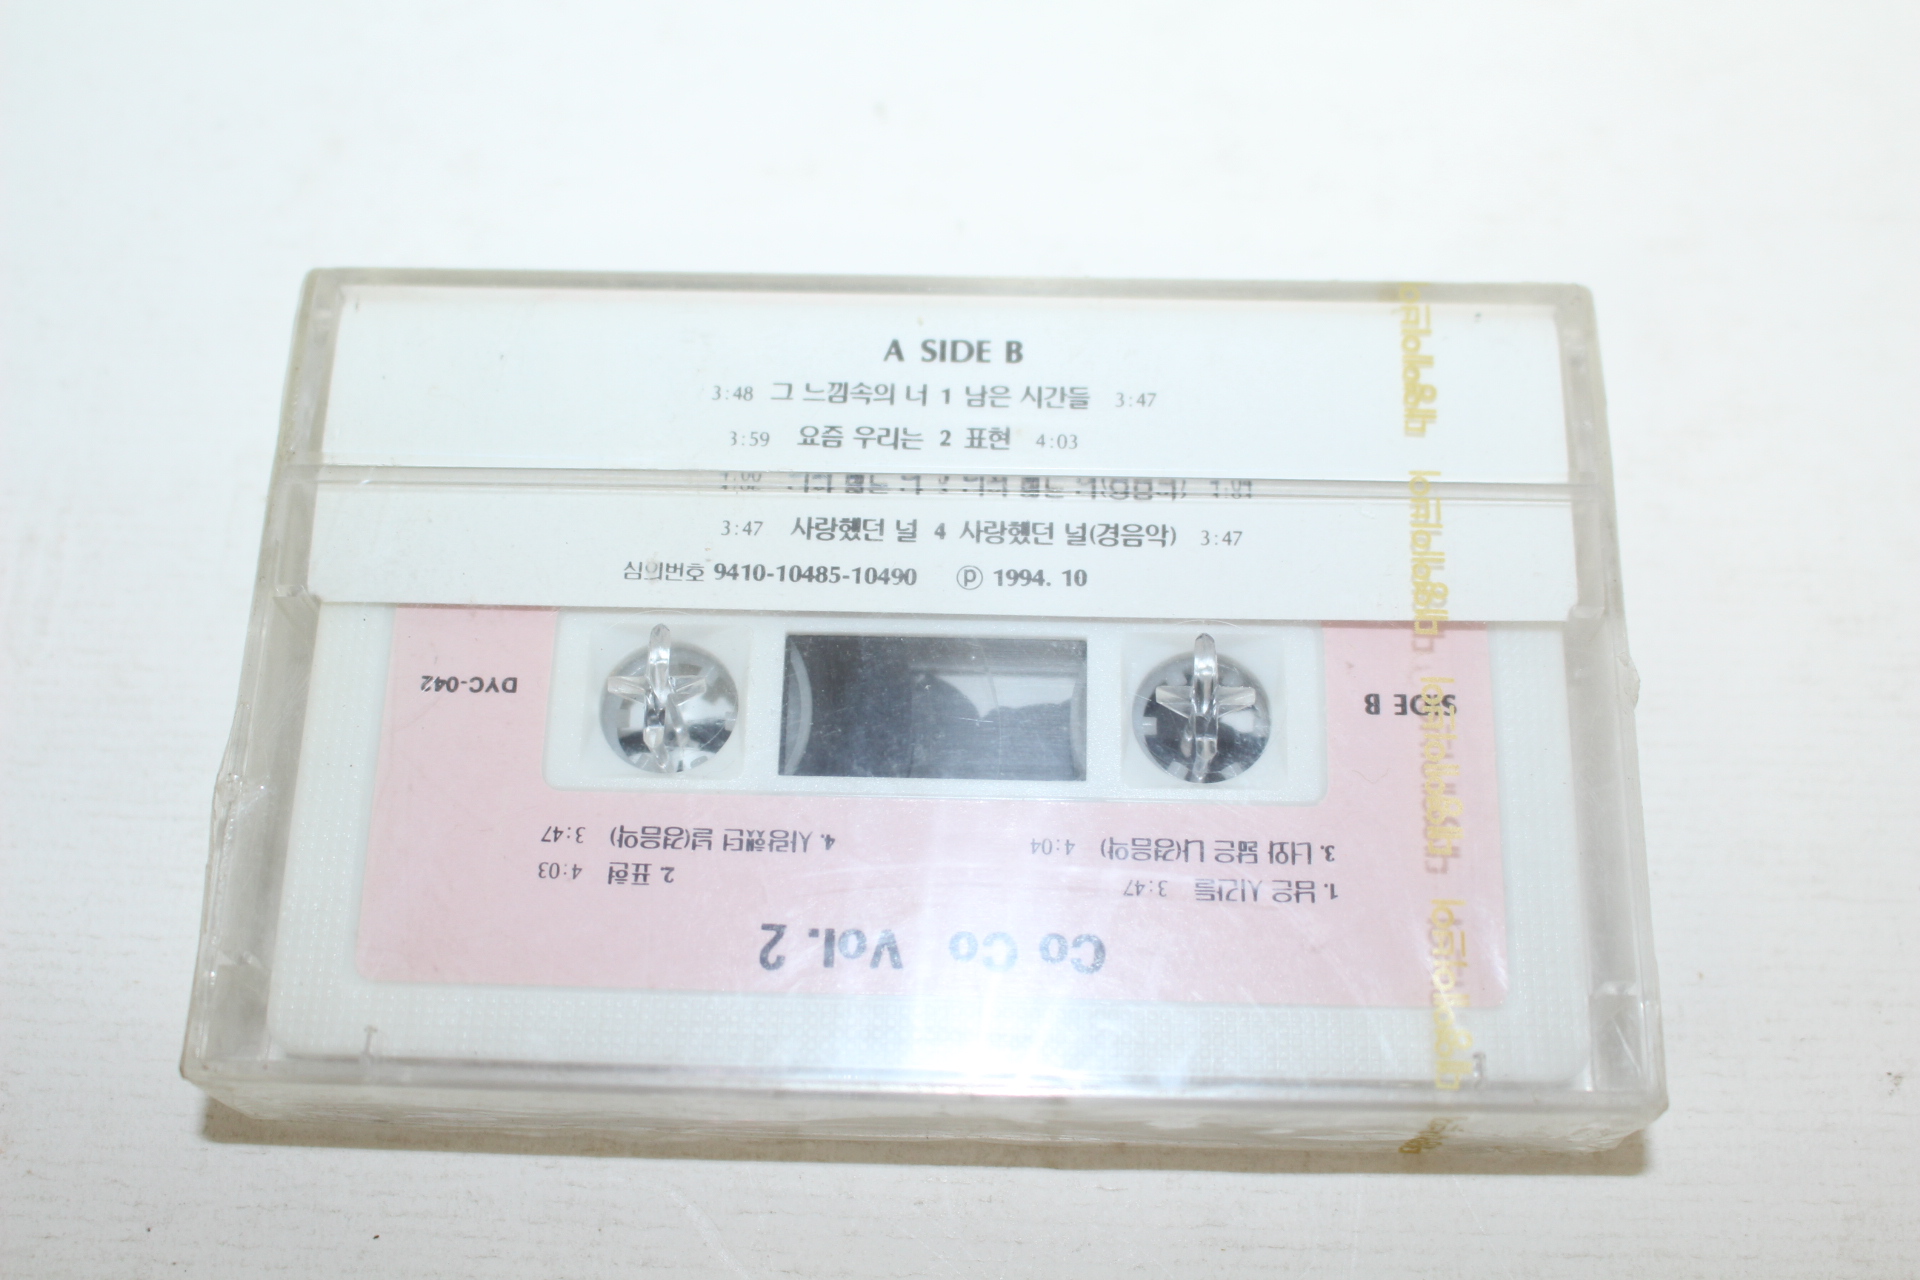 A SIDE B
3:48 그 느낌속의 너 1 남은 시간들 3:47
3:59 요즘 우리는 2 표현 4:03
3:47 사랑했던 널 4 사랑했던 널(경음악) 3:47
심의번호 9410-10485-10490 ⓟ 1994. 10
DYC-042
SIDE B
Co Co Vol. 2
1. 남은 시간들 3:47 2. 표현 4:03
3. 너와 닮은 나(경음악) 4:04 4. 사랑했던 널(경음악) 3:47